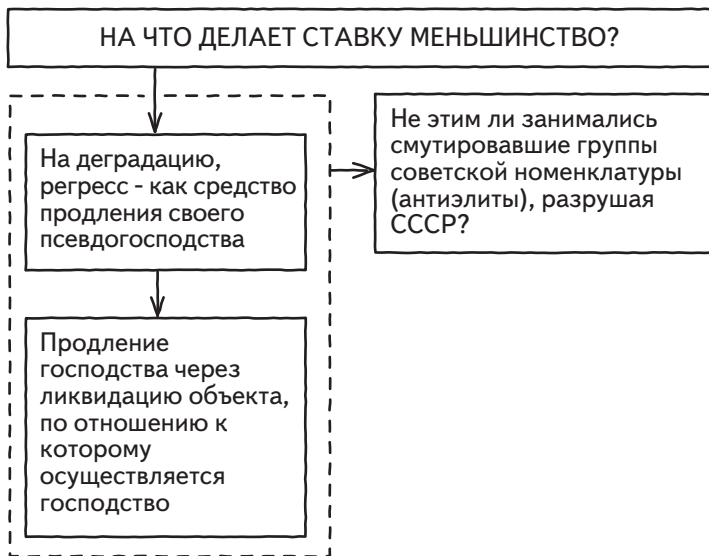 НА ЧТО ДЕЛАЕТ СТАВКУ МЕНЬШИНСТВО?
На деградацию,
регресс - как средство
продления своего
псевдогосподства
Не этим ли занимались
смутировавшие группы
советской номенклатуры
(антиэлиты), разрушая
СССР?
Продление
господства через
ликвидацию объекта,
по отношению к
которому
осуществляется
господство